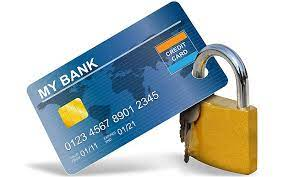 MY BANK
CREDIT
CARD
0123 4567 8901 2345
01/11 01/21